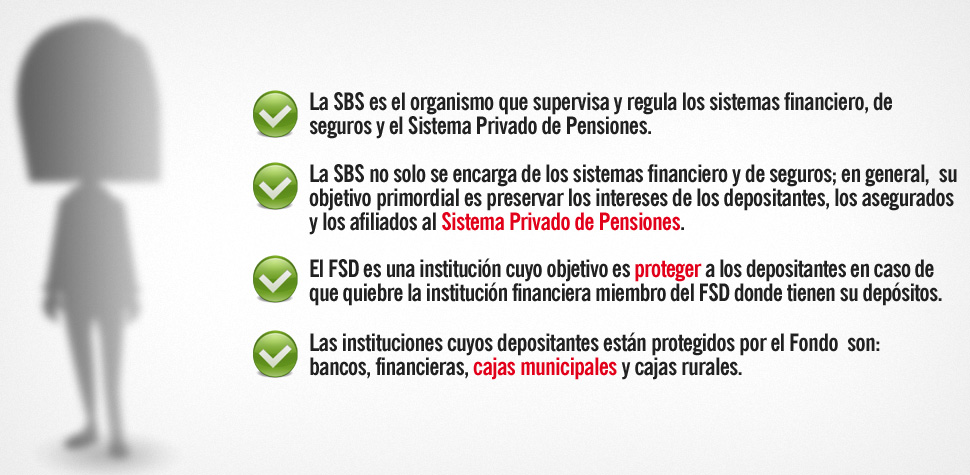 La SBS es el organismo que supervisa y regula los sistemas financiero, de
seguros y el Sistema Privado de Pensiones.
La SBS no solo se encarga de los sistemas financiero y de seguros; en general, su
objetivo primordial es preservar los intereses de los depositantes, los asegurados
y los afiliados al Sistema Privado de Pensiones.
El FSD es una institución cuyo objetivo es proteger a los depositantes en caso de
que quiebre la institución financiera miembro del FSD donde tienen su depósitos.
Las instituciones cuyos depositantes están protegidos por el Fondo son:
bancos, financieras, cajas municipales y cajas rurales.